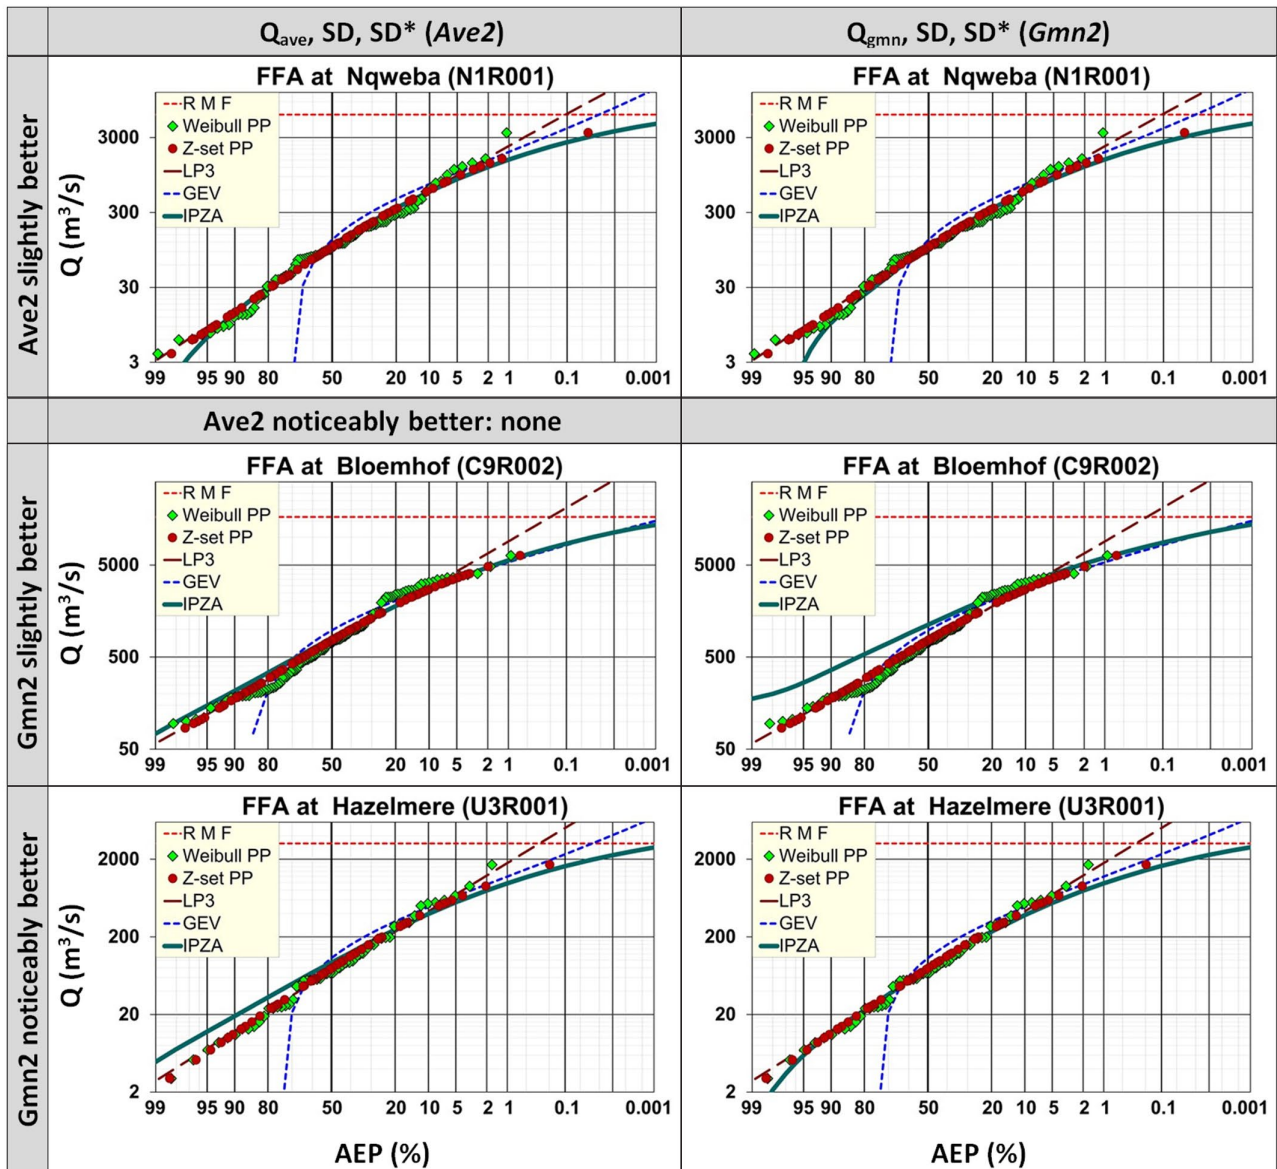 Q_ave, SD, SD* (Ave2)
Q_gmn, SD, SD* (Gmn2)
Ave2 slightly better
FFA at Nqweba (N1R001)
Q (m³/s)
R M F
Weibull PP
Z-set PP
LP3
GEV
IPZA
3000
300
30
3
99 95 90 80 50 20 10 5 2 1 0.1 0.001
FFA at Nqweba (N1R001)
R M F
Weibull PP
Z-set PP
LP3
GEV
IPZA
3000
300
30
3
99 95 90 80 50 20 10 5 2 1 0.1 0.001
Ave2 noticeably better: none
Gmn2 slightly better
FFA at Bloemhof (C9R002)
Q (m³/s)
R M F
Weibull PP
Z-set PP
LP3
GEV
IPZA
5000
500
50
99 95 90 80 50 20 10 5 2 1 0.1 0.001
FFA at Bloemhof (C9R002)
R M F
Weibull PP
Z-set PP
LP3
GEV
IPZA
5000
500
50
99 95 90 80 50 20 10 5 2 1 0.1 0.001
Gmn2 noticeably better
FFA at Hazelmere (U3R001)
Q (m³/s)
R M F
Weibull PP
Z-set PP
LP3
GEV
IPZA
2000
200
20
2
99 95 90 80 50 20 10 5 2 1 0.1 0.001
AEP (%)
FFA at Hazelmere (U3R001)
R M F
Weibull PP
Z-set PP
LP3
GEV
IPZA
2000
200
20
2
99 95 90 80 50 20 10 5 2 1 0.1 0.001
AEP (%)